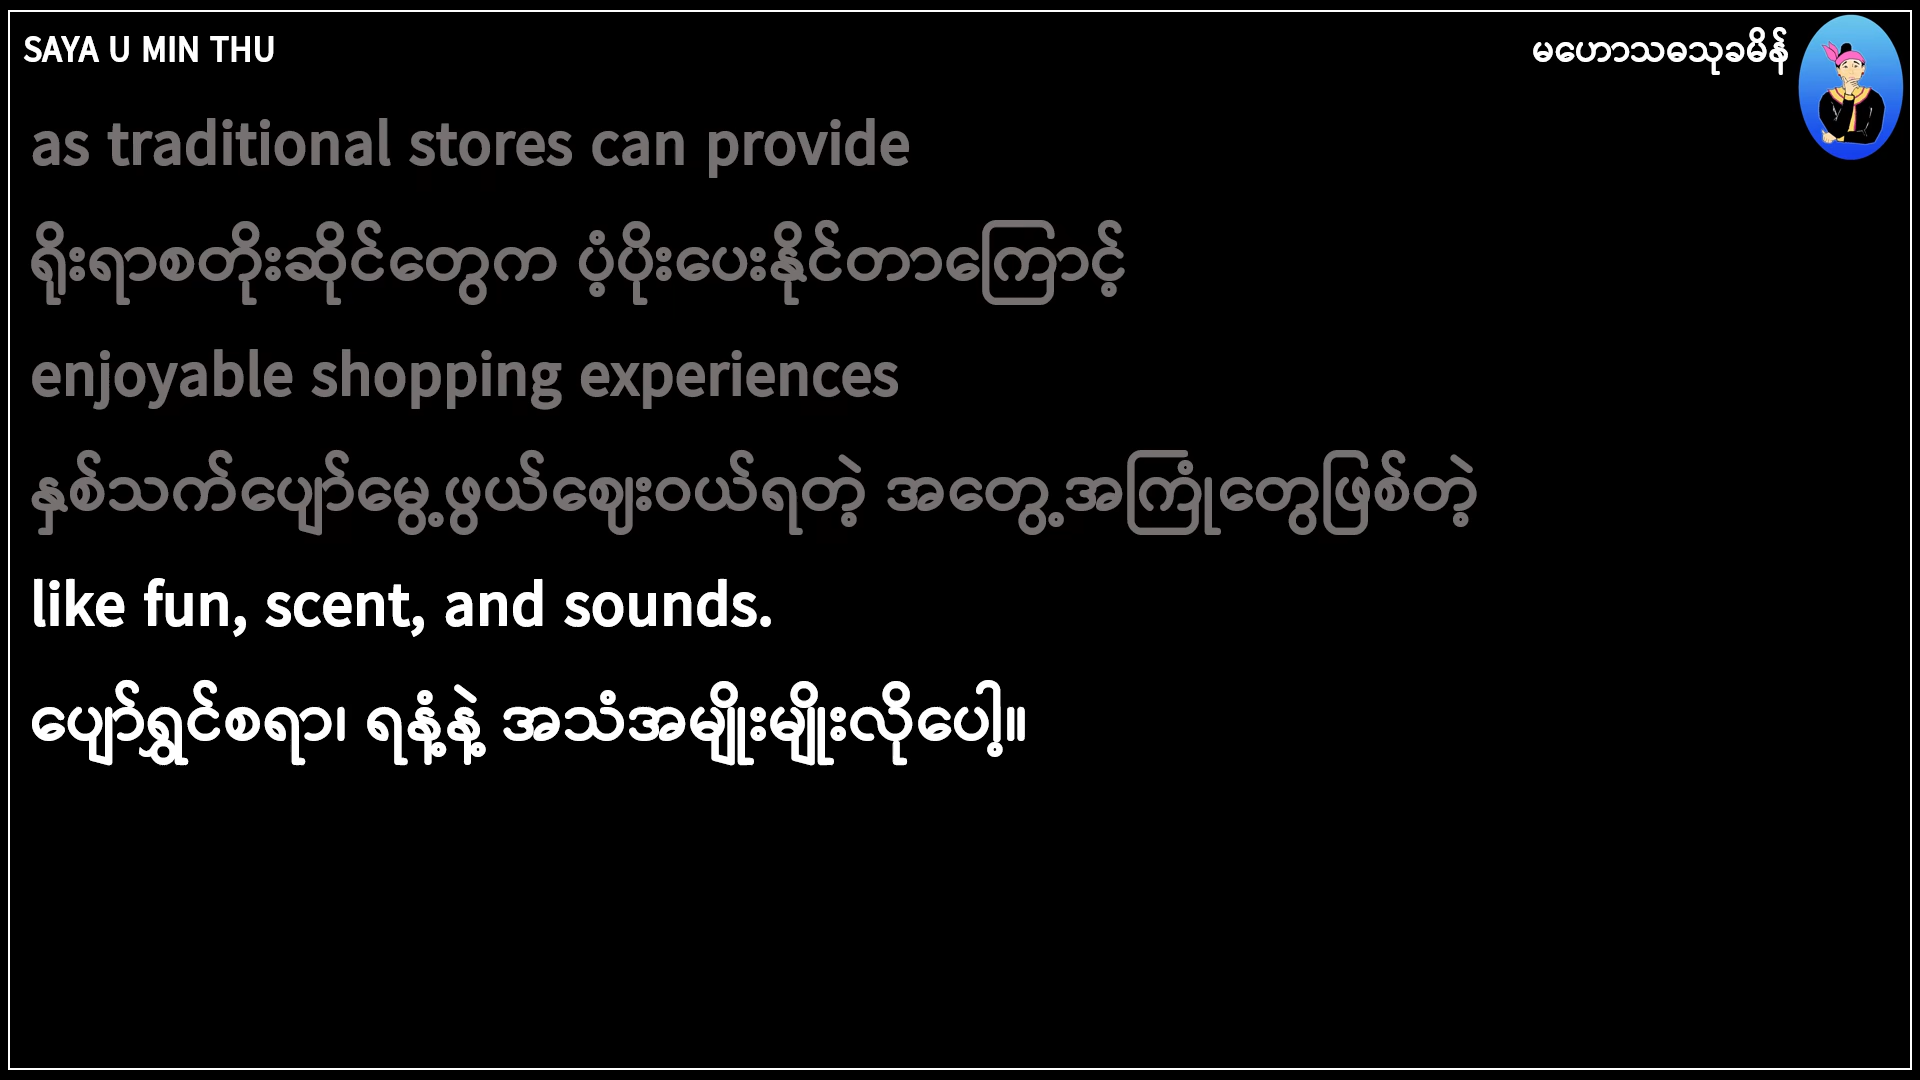 SAYA U MIN THU
မဟောသဓသုခမိန်
as traditional stores can provide
ရိုးရာစတိုးဆိုင်တွေက ပံ့ပိုးပေးနိုင်တာကြောင့်
enjoyable shopping experiences
နှစ်သက်ပျော်မွေ့ဖွယ်ဈေးဝယ်ရတဲ့ အတွေ့အကြုံတွေဖြစ်တဲ့
like fun, scent, and sounds.
ပျော်ရွှင်စရာ၊ ရနံ့နဲ့ အသံအမျိုးမျိုးလိုပေါ့။